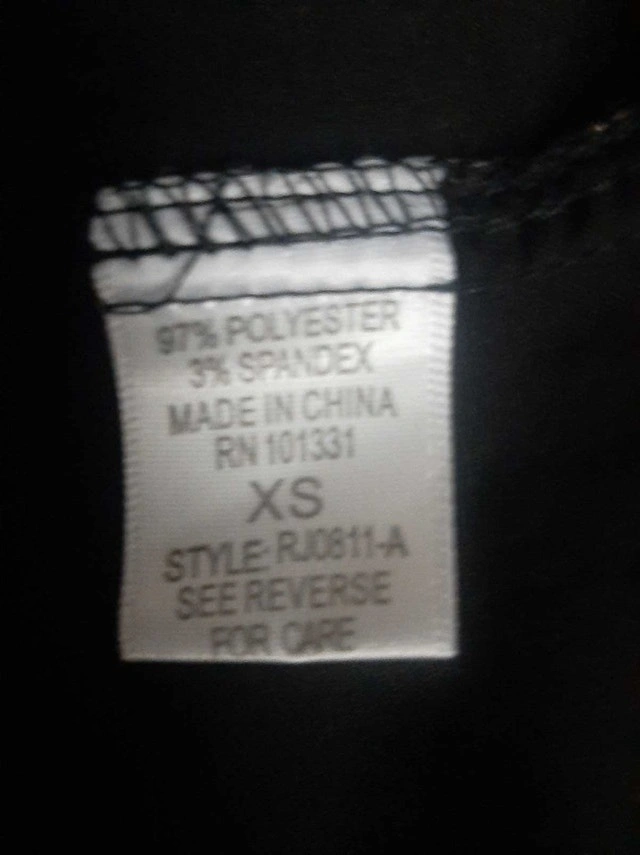 97% POLYESTER
3% SPANDEX
MADE IN CHINA
RN 101331
XS
STYLE: RJ0811-A
SEE REVERSE
FOR CARE